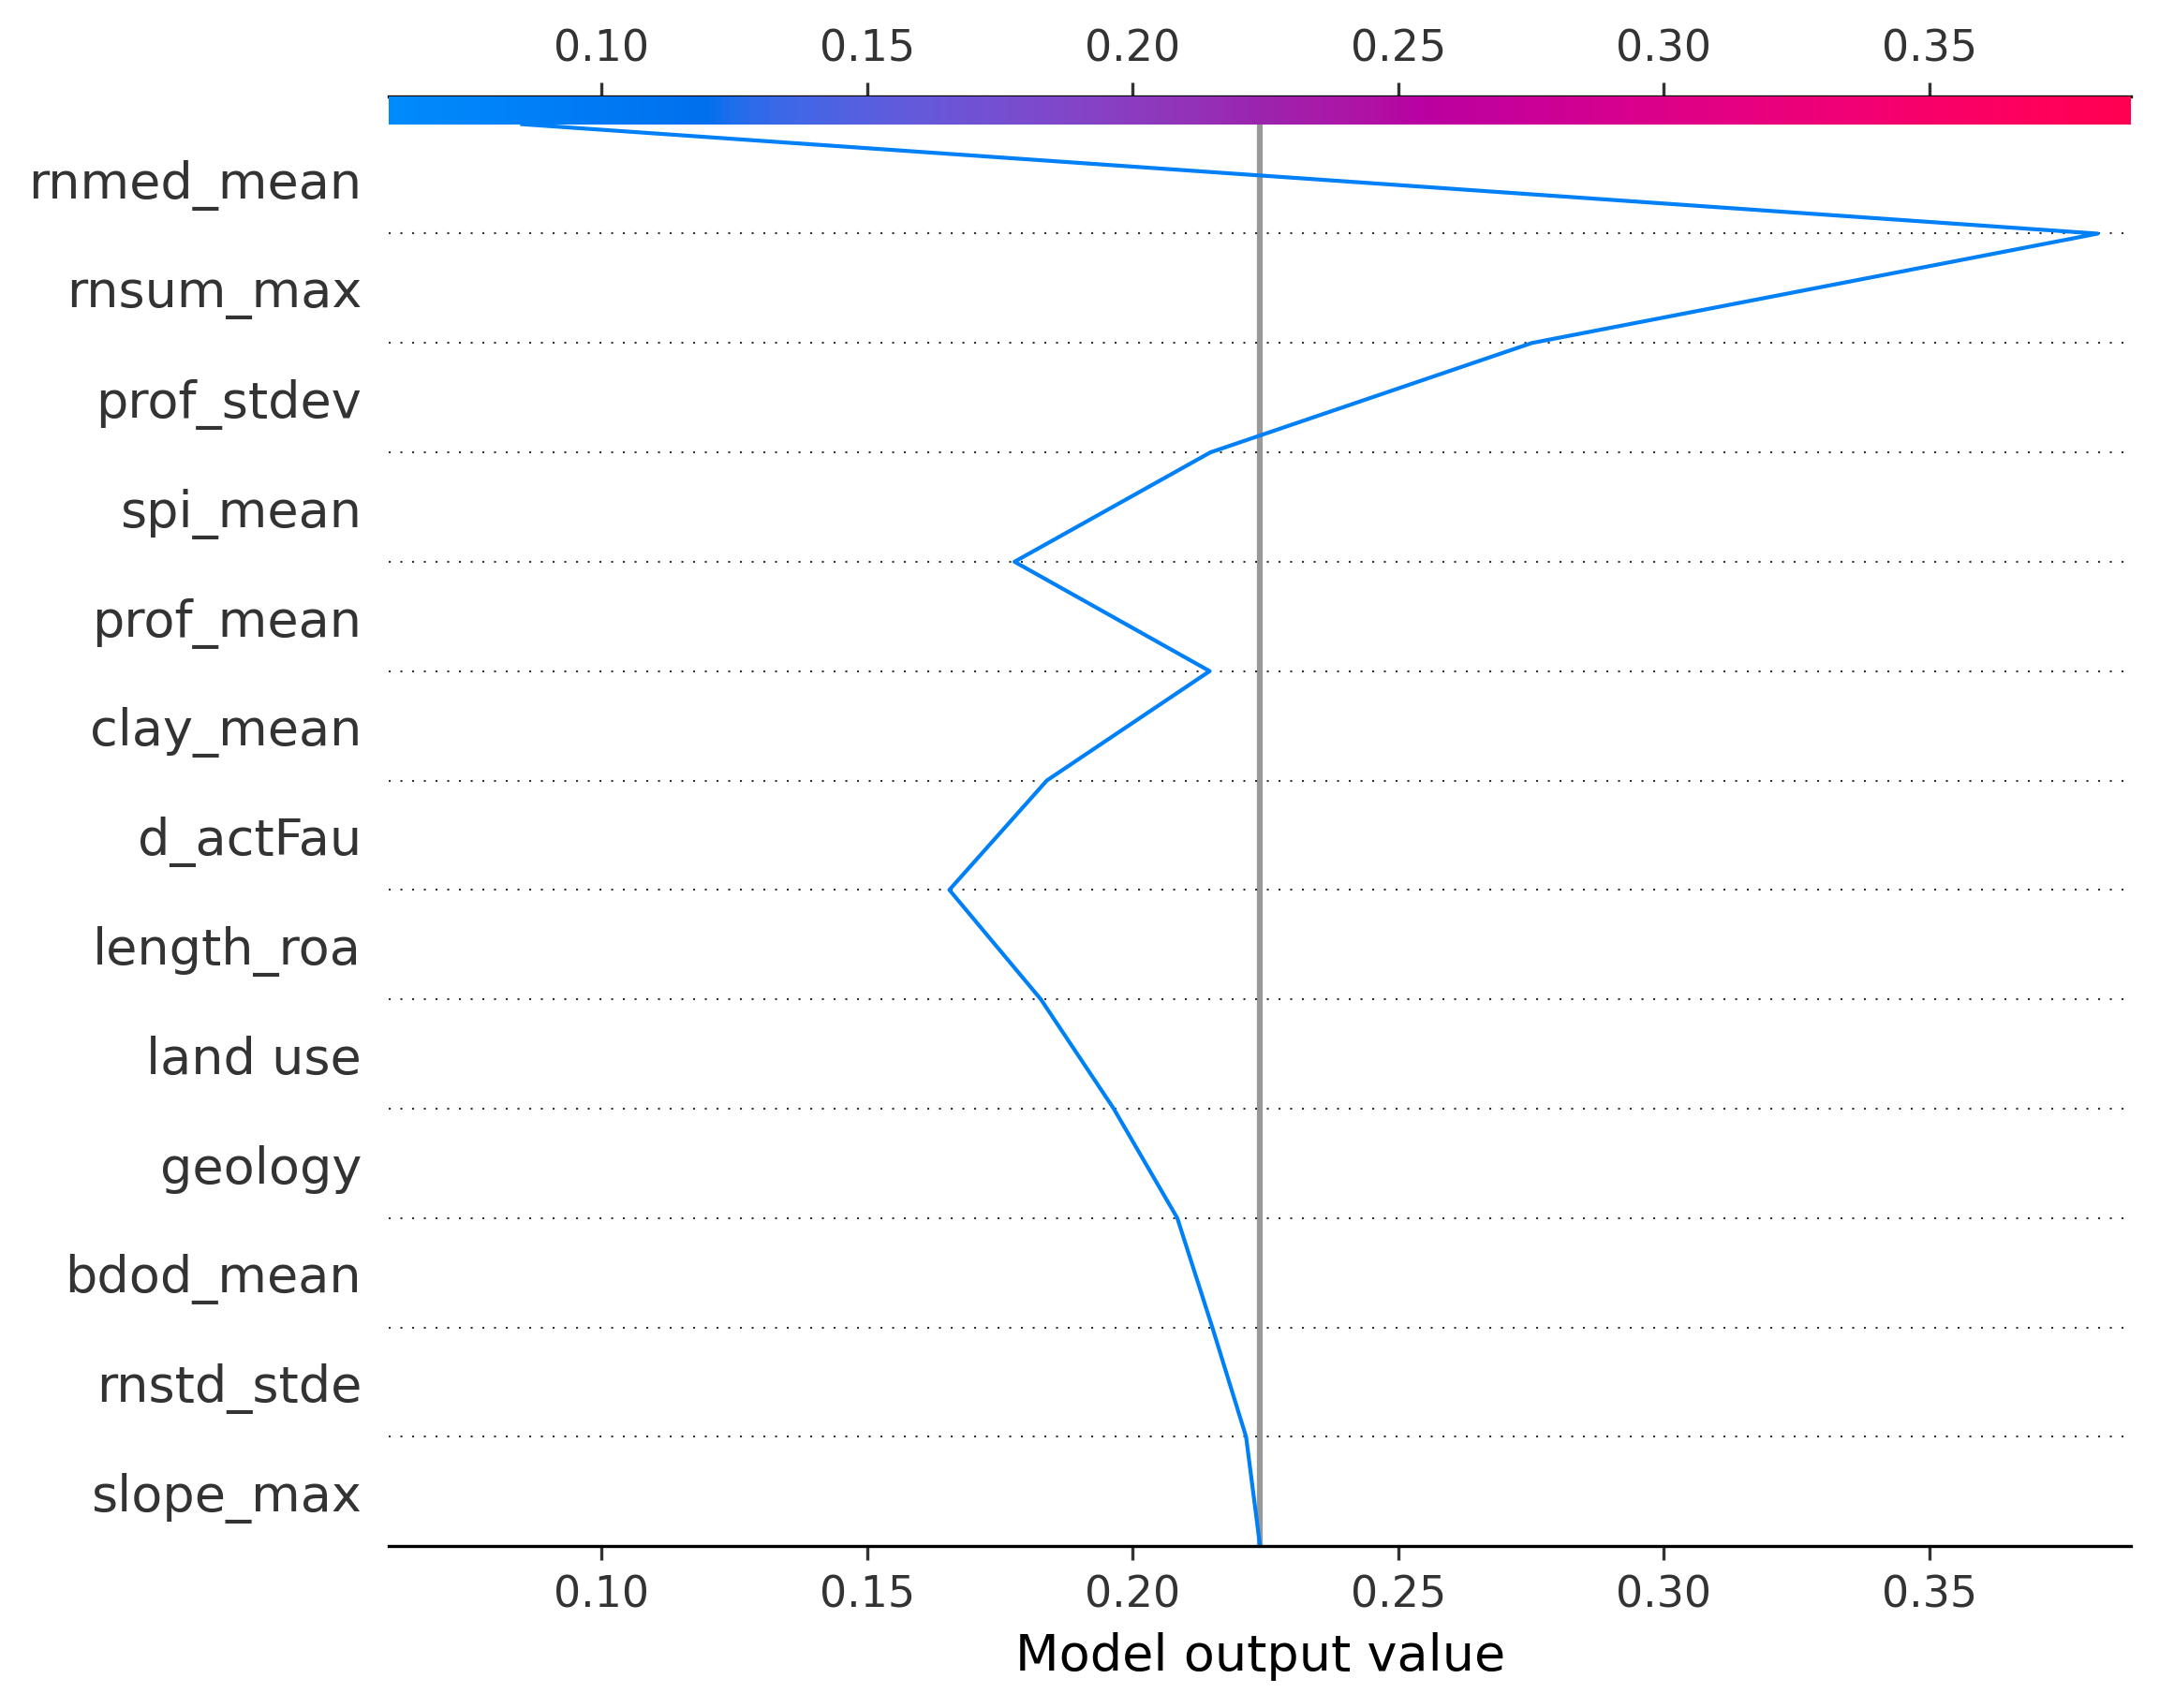 0.10 0.15 0.20 0.25 0.30 0.35
rnmed_mean
rnsum_max
prof_stdev
spi_mean
prof_mean
clay_mean
d_actFau
length_roa
land use
geology
bdod_mean
rnstd_stde
slope_max
0.10 0.15 0.20 0.25 0.30 0.35
Model output value